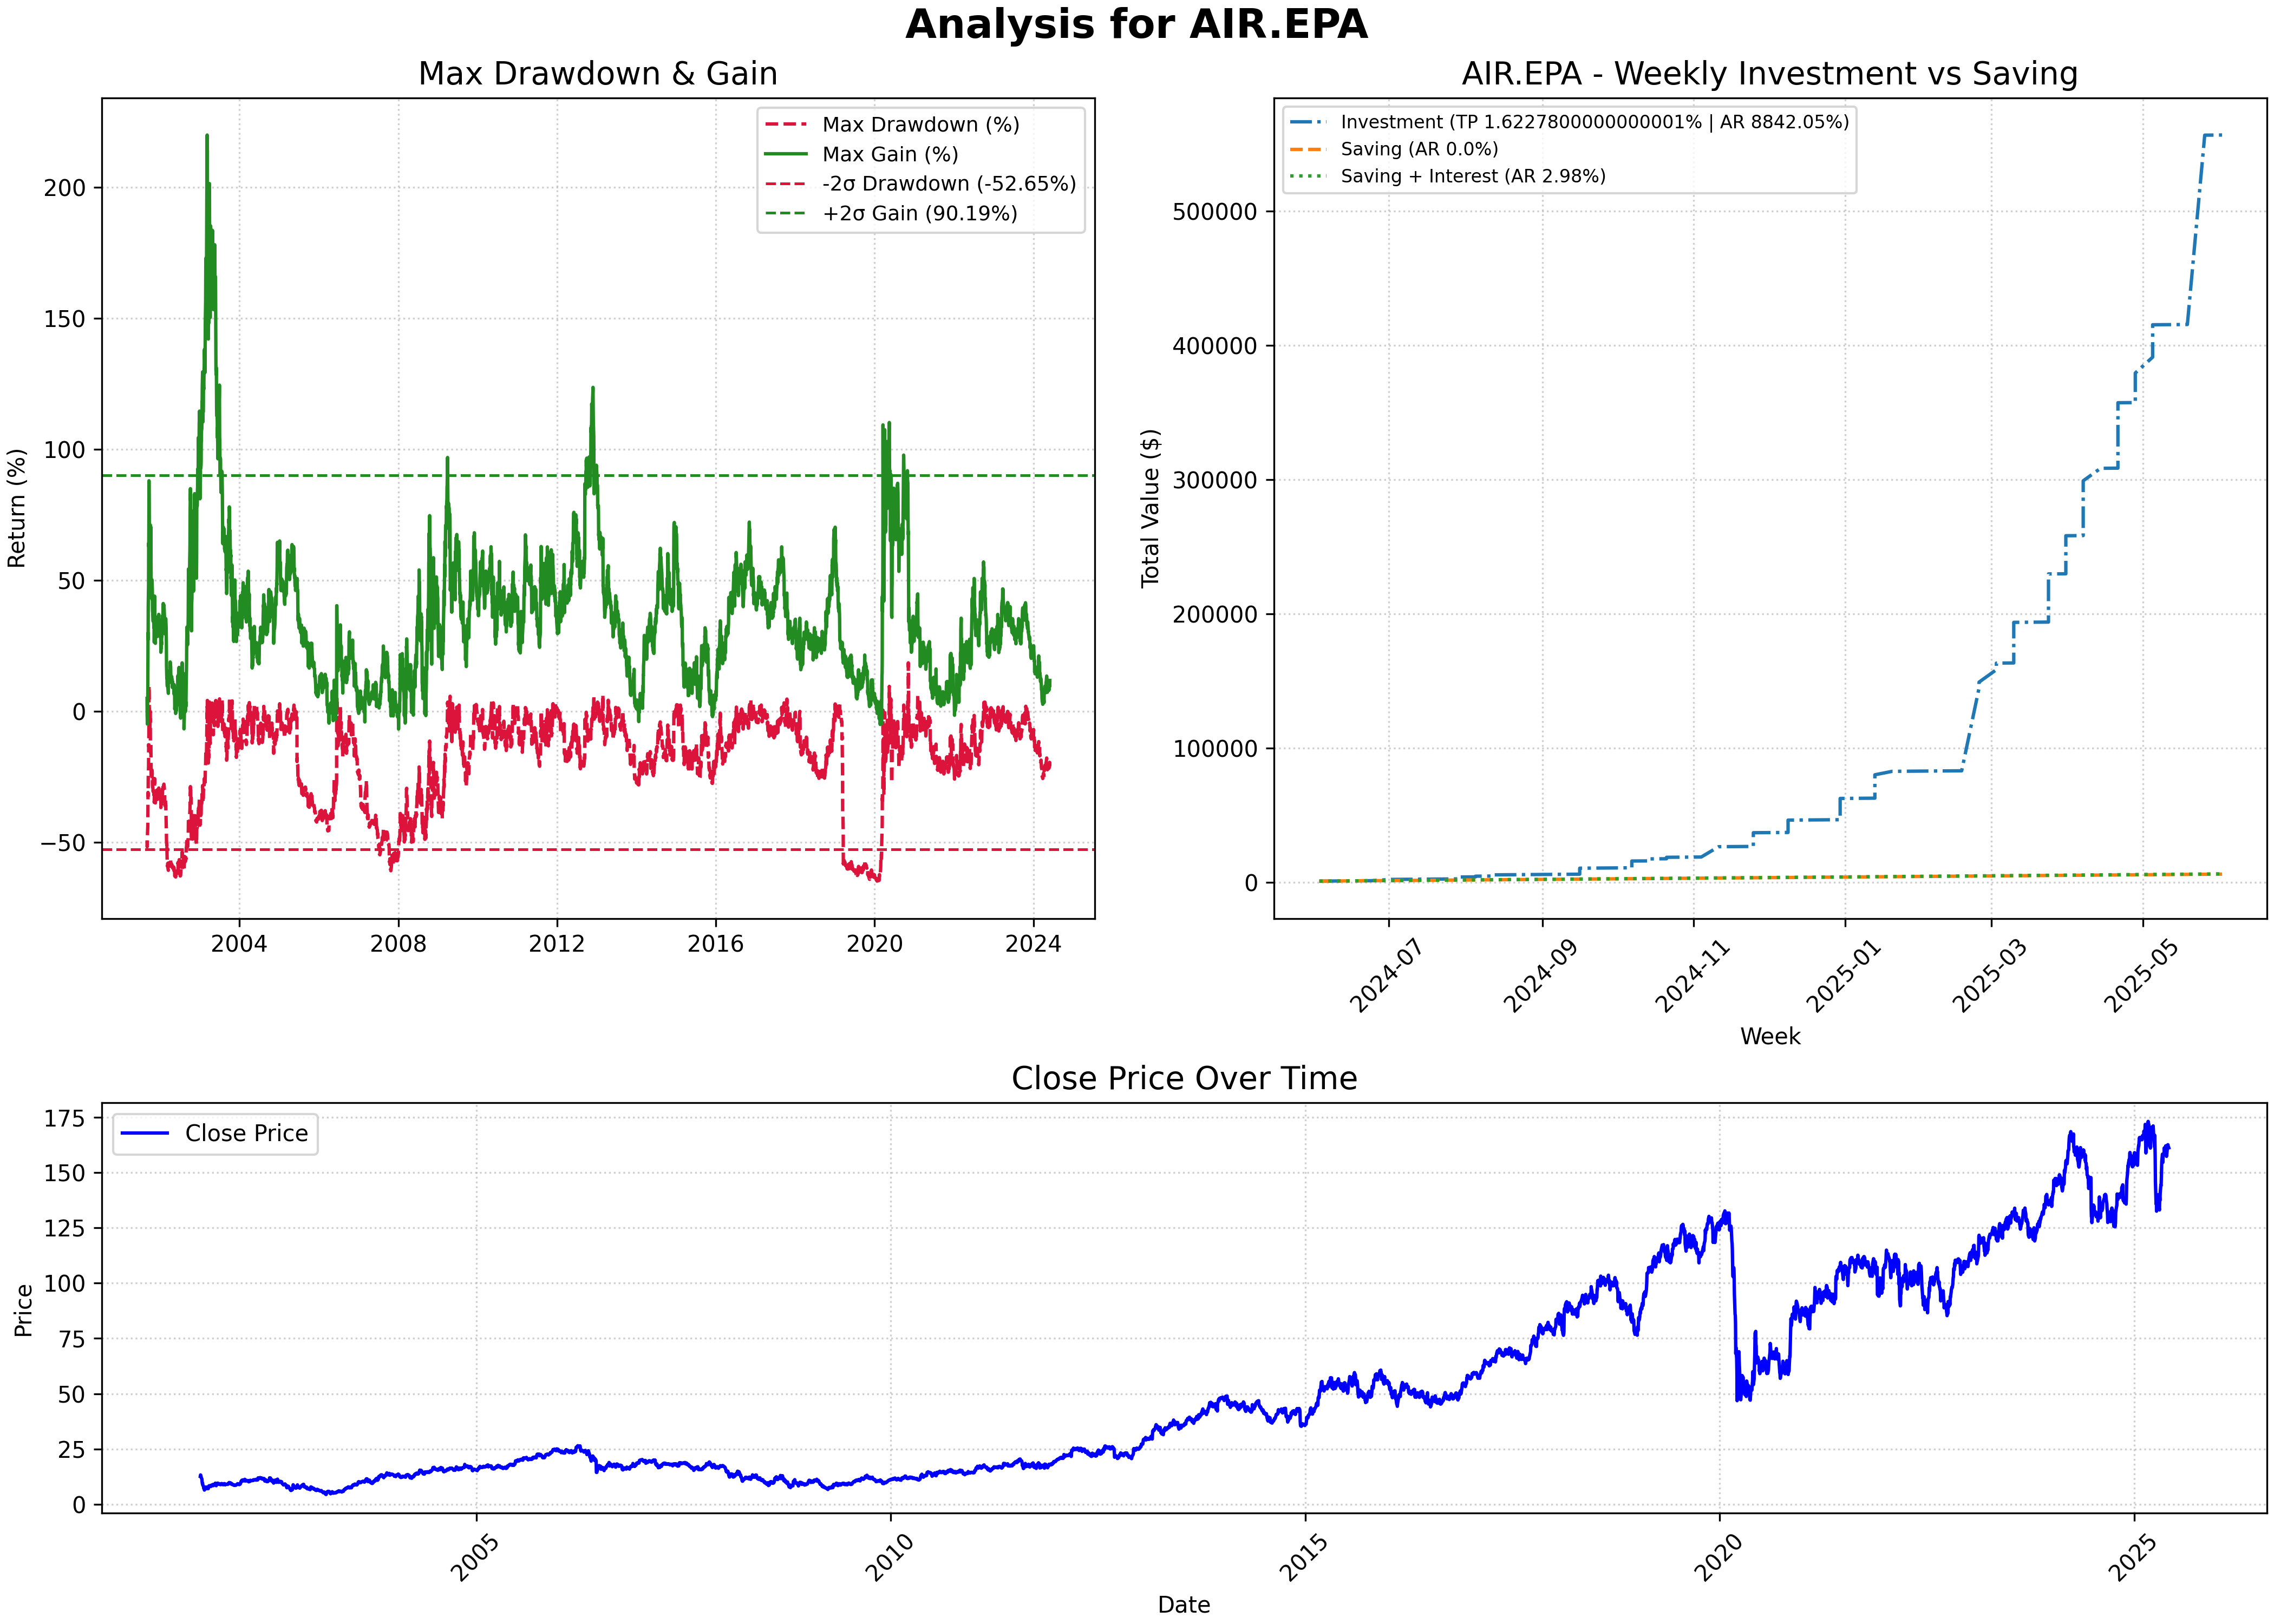 Analysis for AIR.EPA
Max Drawdown & Gain
Return (%)
200
150
100
50
0
−50
2004
2008
2012
2016
2020
2024
Max Drawdown (%)
Max Gain (%)
-2σ Drawdown (-52.65%)
+2σ Gain (90.19%)
AIR.EPA - Weekly Investment vs Saving
Total Value ($)
500000
400000
300000
200000
100000
0
2024-07
2024-09
2024-11
2025-01
2025-03
2025-05
Week
Investment (TP 1.6227800000000001% | AR 8842.05%)
Saving (AR 0.0%)
Saving + Interest (AR 2.98%)
Close Price Over Time
Price
175
150
125
100
75
50
25
0
2005
2010
2015
2020
2025
Date
Close Price